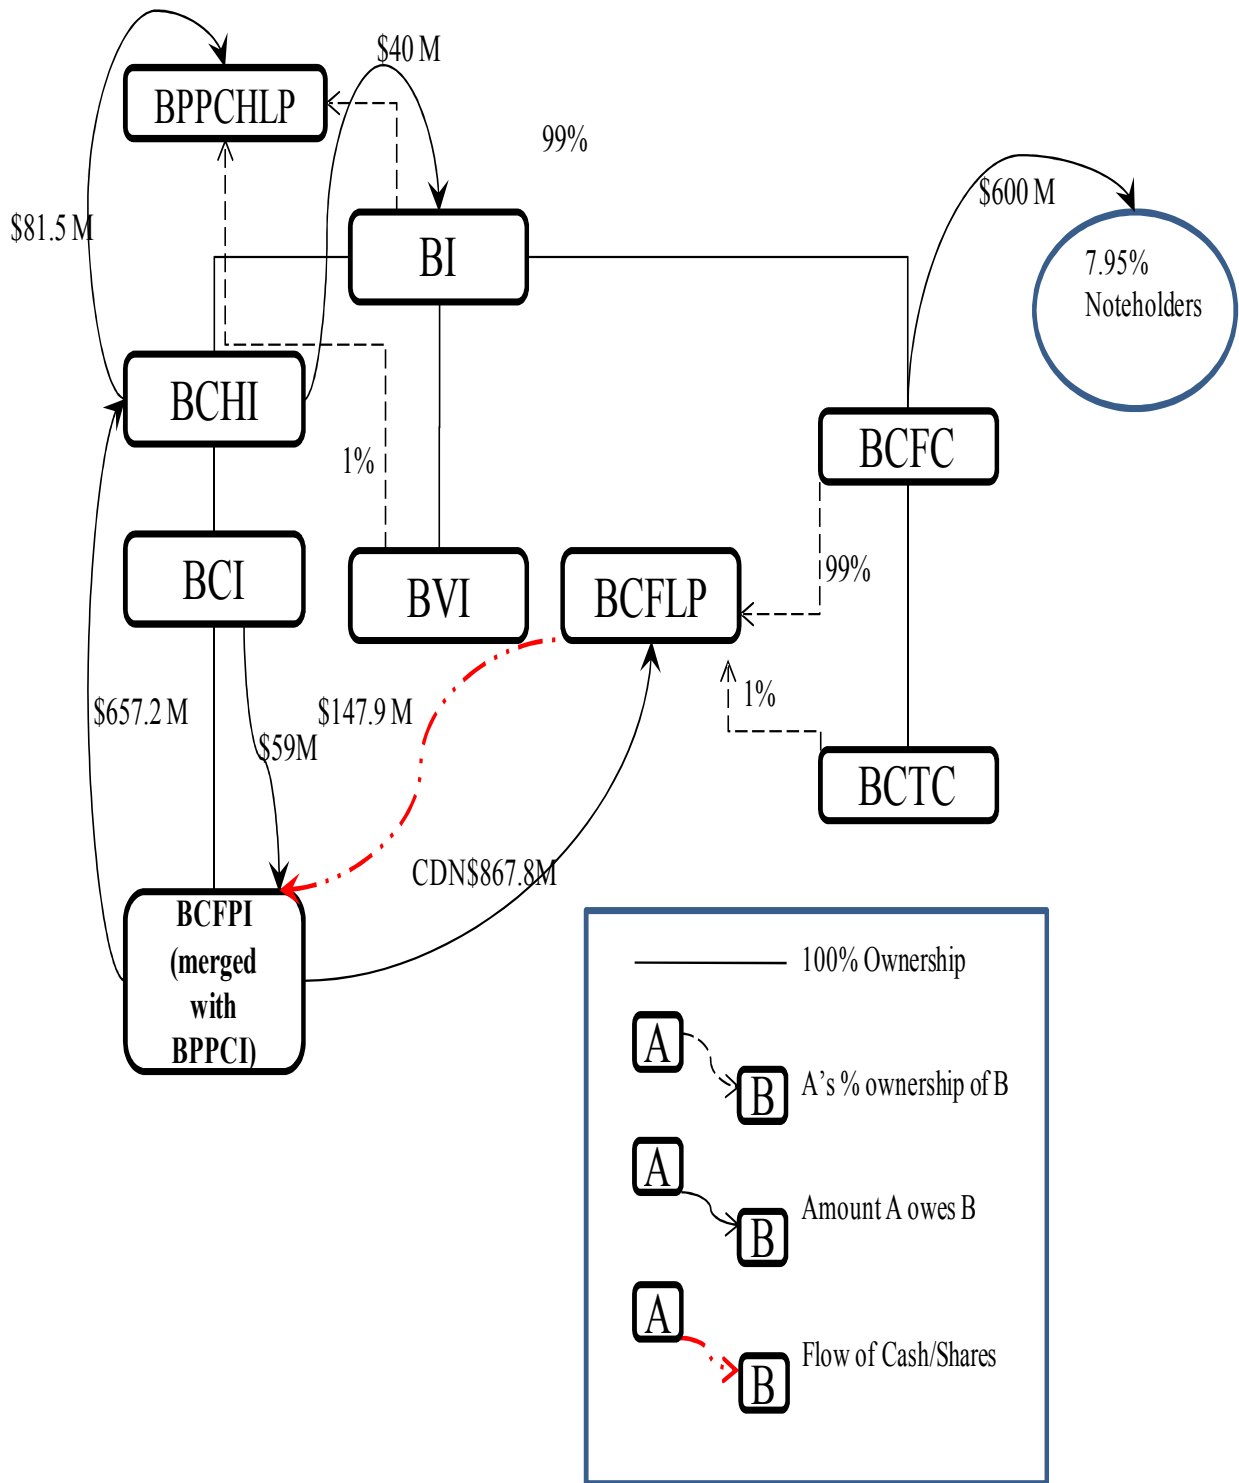 $40 M
BPPCHLP
99%
$600 M
$81.5 M
BI
7.95%
Noteholders
BCHI
BCFC
1%
BCI
BVI
BCFLP
99%
$657.2 M
$147.9 M
1%
$59M
BCTC
CDN$867.8M
BCFPI
(merged
with
BPPCI)
100% Ownership
A
B
A's % ownership of B
A
B
Amount A owes B
A
B
Flow of Cash/Shares